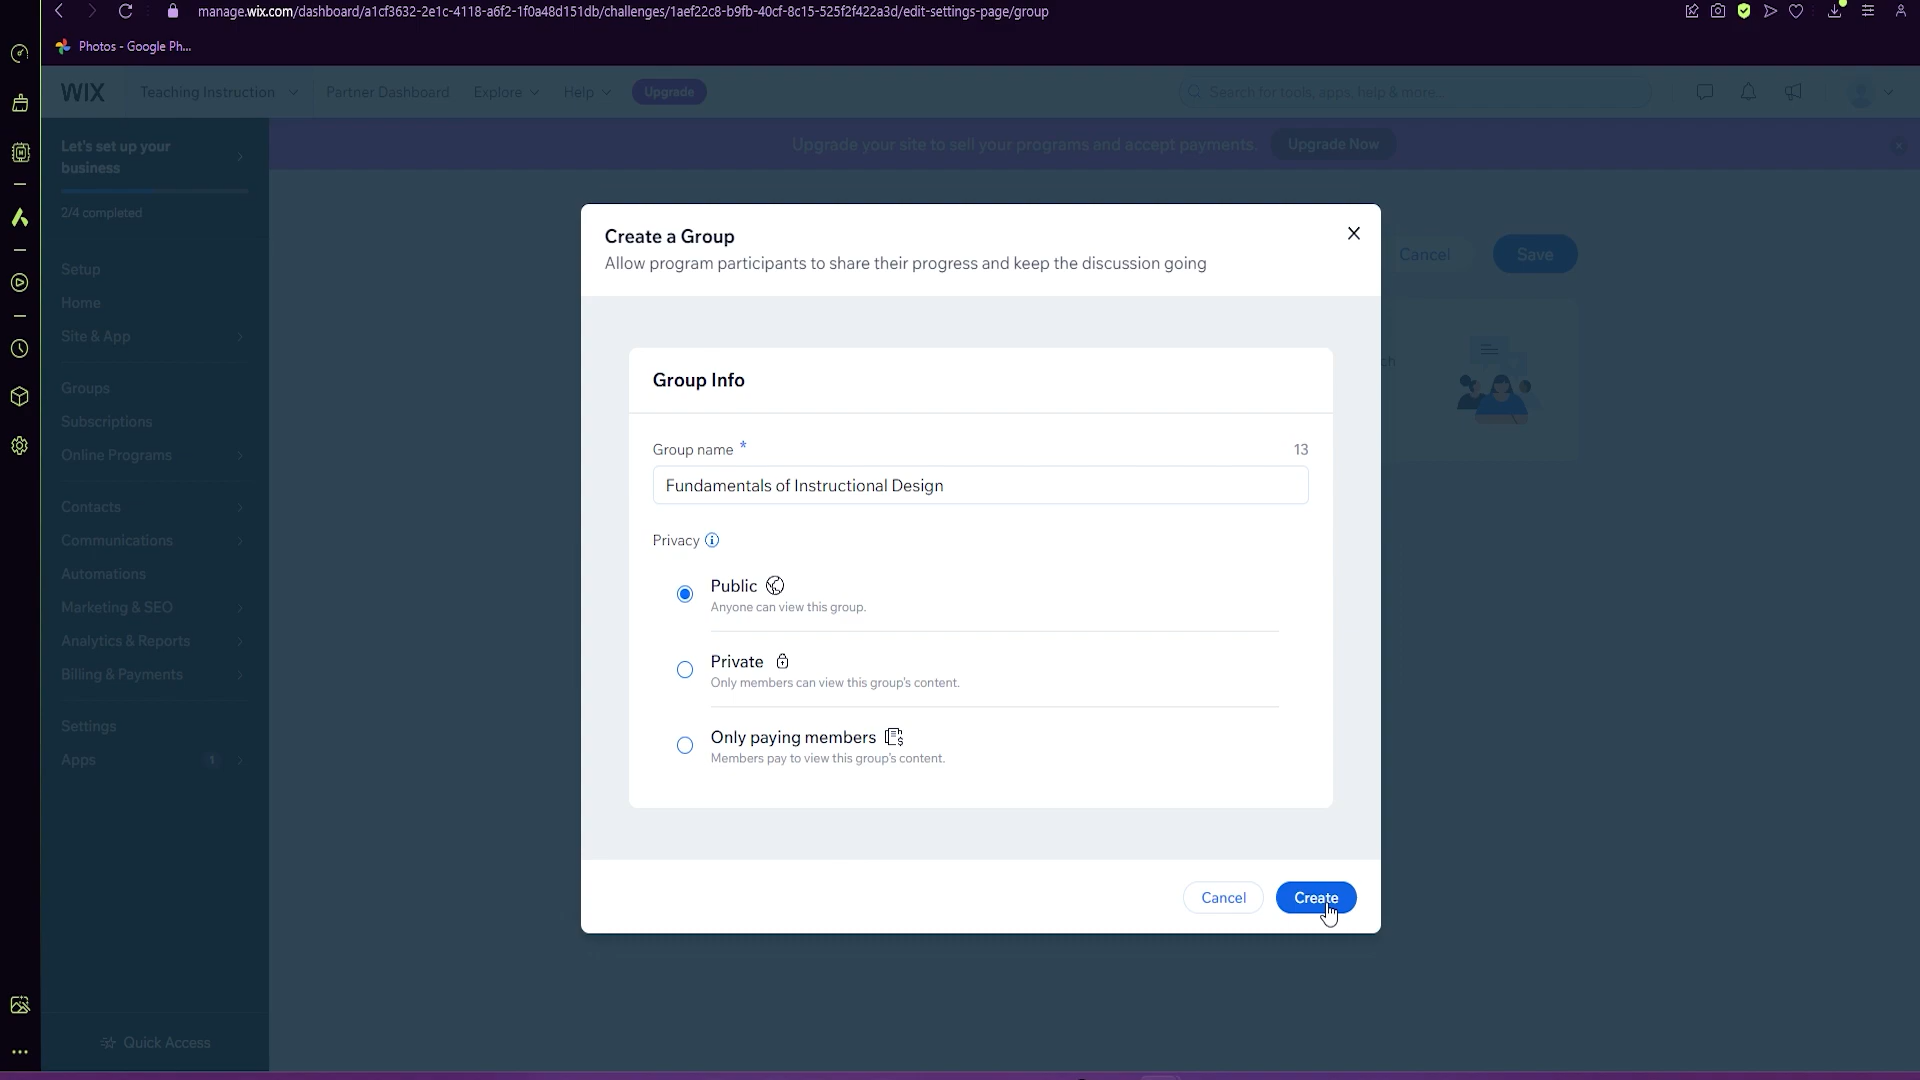 manage.wix.com/dashboard/a1cf3632-2e1c-4118-a6f2-1f0a48d151db/challenges/1aef22c8-b9fb-40cf-8c15-525f2f422a3d/edit-settings-page/group
Photos - Google Ph...
WIX
Teaching Instruction
Partner Dashboard
Explore
Help
Upgrade
Search for tools, apps, help & more...
Let's set up your
business
2/4 completed
Upgrade your site to sell your programs and accept payments.
Upgrade Now
Setup
Home
Site & App
Groups
Subscriptions
Online Programs
Contacts
Communications
Automations
Marketing & SEO
Analytics & Reports
Billing & Payments
Settings
Apps 1
Quick Access
Cancel
Save
ch
Create a Group
Allow program participants to share their progress and keep the discussion going
Group Info
Group name * 13
Fundamentals of Instructional Design
Privacy
Public
Anyone can view this group.
Private
Only members can view this group's content.
Only paying members
Members pay to view this group's content.
Cancel
Create